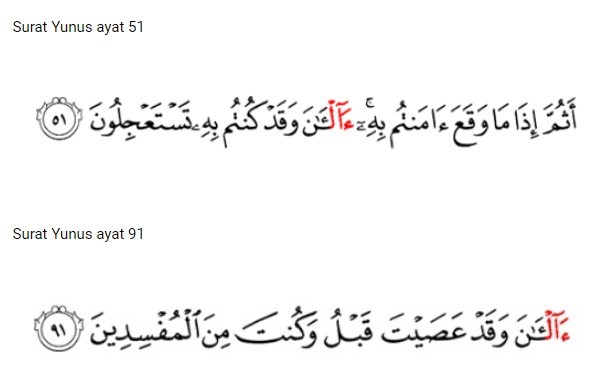 Surat Yunus ayat 51
أَثُمَّ إِذَا مَا وَقَعَ ءَامَنتُم بِهِۦٓۚ ءَآلْـَٰٔنَ وَقَدْ كُنتُم بِهِۦ تَسْتَعْجِلُونَ ٥١
Surat Yunus ayat 91
ءَآلْـَٰٔنَ وَقَدْ عَصَيْتَ قَبْلُ وَكُنتَ مِنَ ٱلْمُفْسِدِينَ ٩١